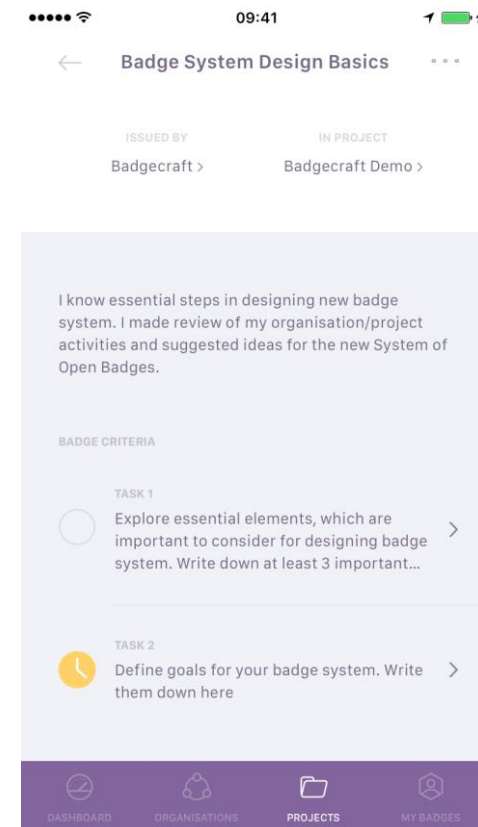 09:41
Badge System Design Basics
ISSUED BY
IN PROJECT
Badgecraft >
Badgecraft Demo >
I know essential steps in designing new badge
system. I made review of my organisation/project
activities and suggested ideas for the new System of
Open Badges.
BADGE CRITERIA
TASK 1
Explore essential elements, which are
important to consider for designing badge
system. Write down at least 3 important...
TASK 2
Define goals for your badge system. Write
them down here
DASHBOARD
ORGANISATIONS
PROJECTS
MY BADGES